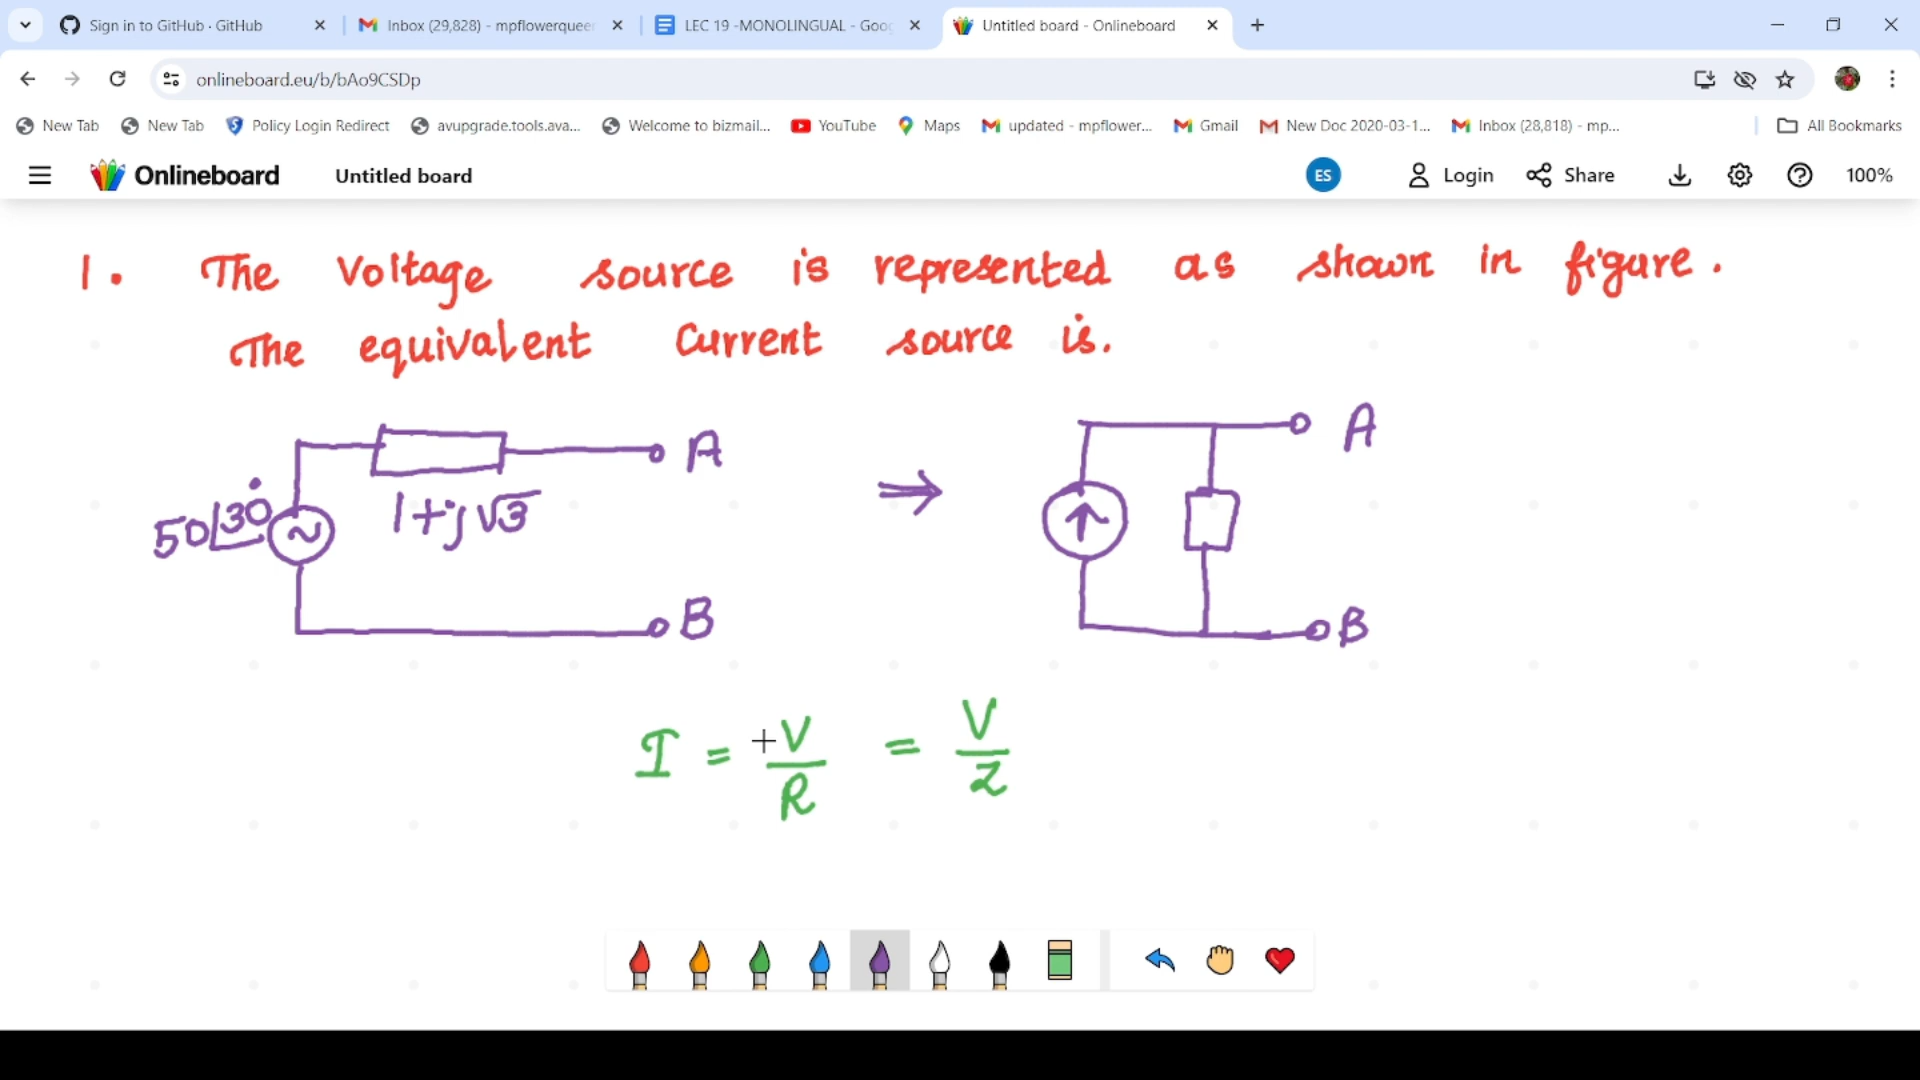 Sign in to GitHub · GitHub
Inbox (29,828) - mpflowerqueen
LEC 19 -MONOLINGUAL - Goog
Untitled board - Onlineboard
onlineboard.eu/b/bAo9CSDp
New Tab
New Tab
Policy Login Redirect
avupgrade.tools.ava...
Welcome to bizmail...
YouTube
Maps
updated - mpflower...
Gmail
New Doc 2020-03-1...
Inbox (28,818) - mp...
All Bookmarks
Onlineboard
Untitled board
ES
Login
Share
100%
1. The Voltage source is represented as shown in figure.
The equivalent Current source is.
A
A
50∠30°
1+j√3
B
B
I = V/R = V/Z